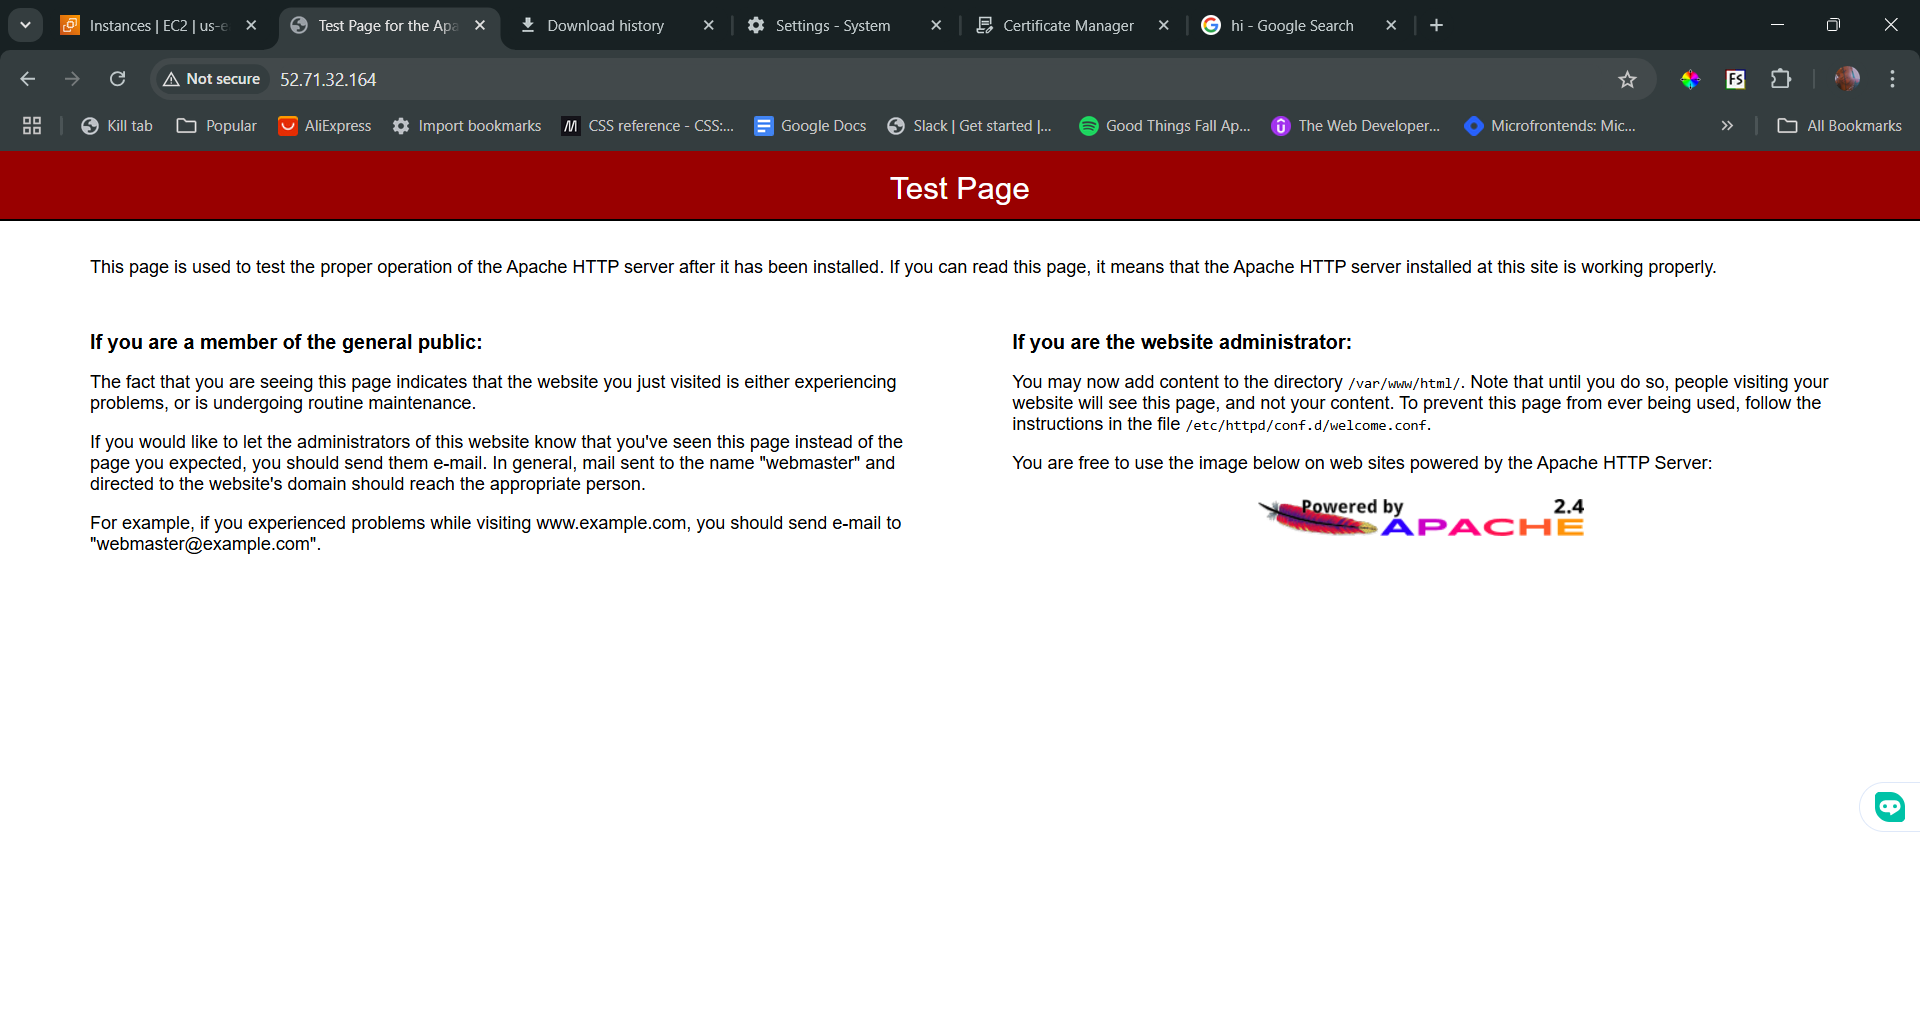 Instances | EC2 | us-e
Test Page for the Apa
Download history
Settings - System
Certificate Manager
hi - Google Search
Not secure
52.71.32.164
FS
Kill tab
Popular
AliExpress
Import bookmarks
CSS reference - CSS:...
Google Docs
Slack | Get started |...
Good Things Fall Ap...
The Web Developer...
Microfrontends: Mic...
All Bookmarks
Test Page
This page is used to test the proper operation of the Apache HTTP server after it has been installed. If you can read this page, it means that the Apache HTTP server installed at this site is working properly.
If you are a member of the general public:
The fact that you are seeing this page indicates that the website you just visited is either experiencing
problems, or is undergoing routine maintenance.
If you would like to let the administrators of this website know that you've seen this page instead of the
page you expected, you should send them e-mail. In general, mail sent to the name "webmaster" and
directed to the website's domain should reach the appropriate person.
For example, if you experienced problems while visiting www.example.com, you should send e-mail to
"webmaster@example.com".
If you are the website administrator:
You may now add content to the directory /var/www/html/. Note that until you do so, people visiting your
website will see this page, and not your content. To prevent this page from ever being used, follow the
instructions in the file /etc/httpd/conf.d/welcome.conf.
You are free to use the image below on web sites powered by the Apache HTTP Server:
Powered by 2.4
APACHE